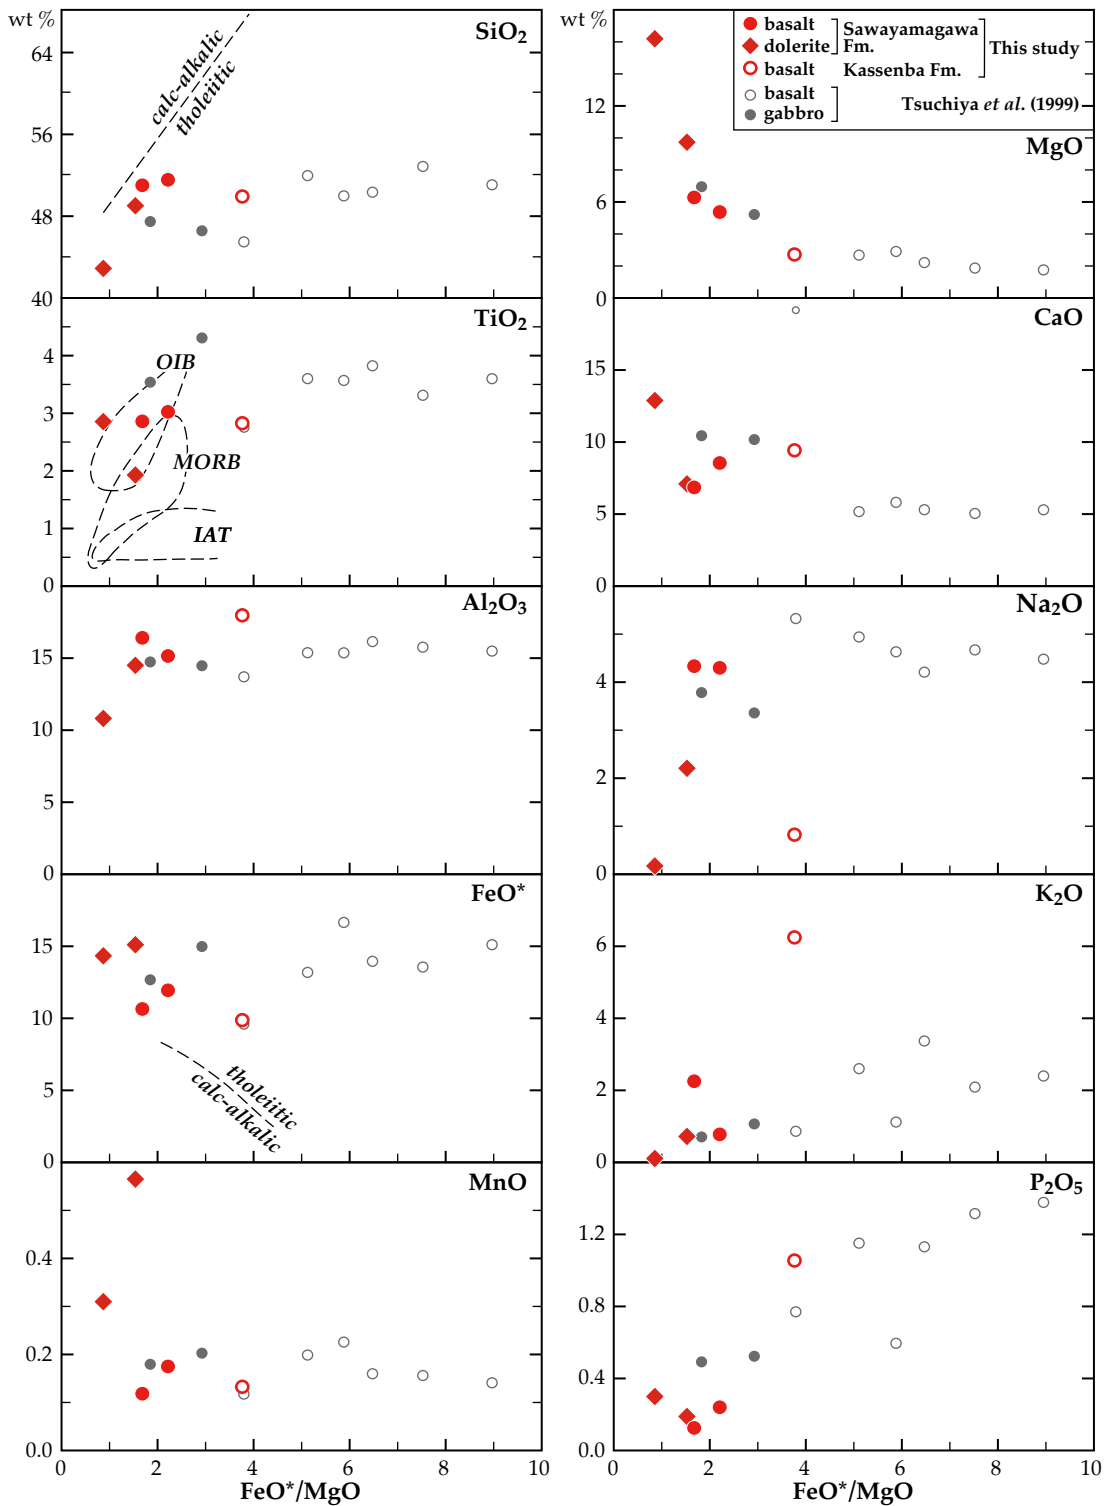 wt %
SiO₂
64
56
48
40
calc-alkalic
tholeiitic
TiO₂
4
3
2
1
0
OIB
MORB
IAT
Al₂O₃
15
10
5
0
FeO*
15
10
5
0
tholeiitic
calc-alkalic
MnO
0.4
0.2
0.0
0 2 4 6 8 10
FeO*/MgO
wt %
basalt
dolerite
Sawayamagawa
Fm.
basalt Kassenba Fm.
This study
basalt
gabbro
Tsuchiya et al. (1999)
MgO
12
6
0
CaO
15
10
5
0
Na₂O
4
2
0
K₂O
6
4
2
0
P₂O₅
1.2
0.8
0.4
0.0
0 2 4 6 8 10
FeO*/MgO